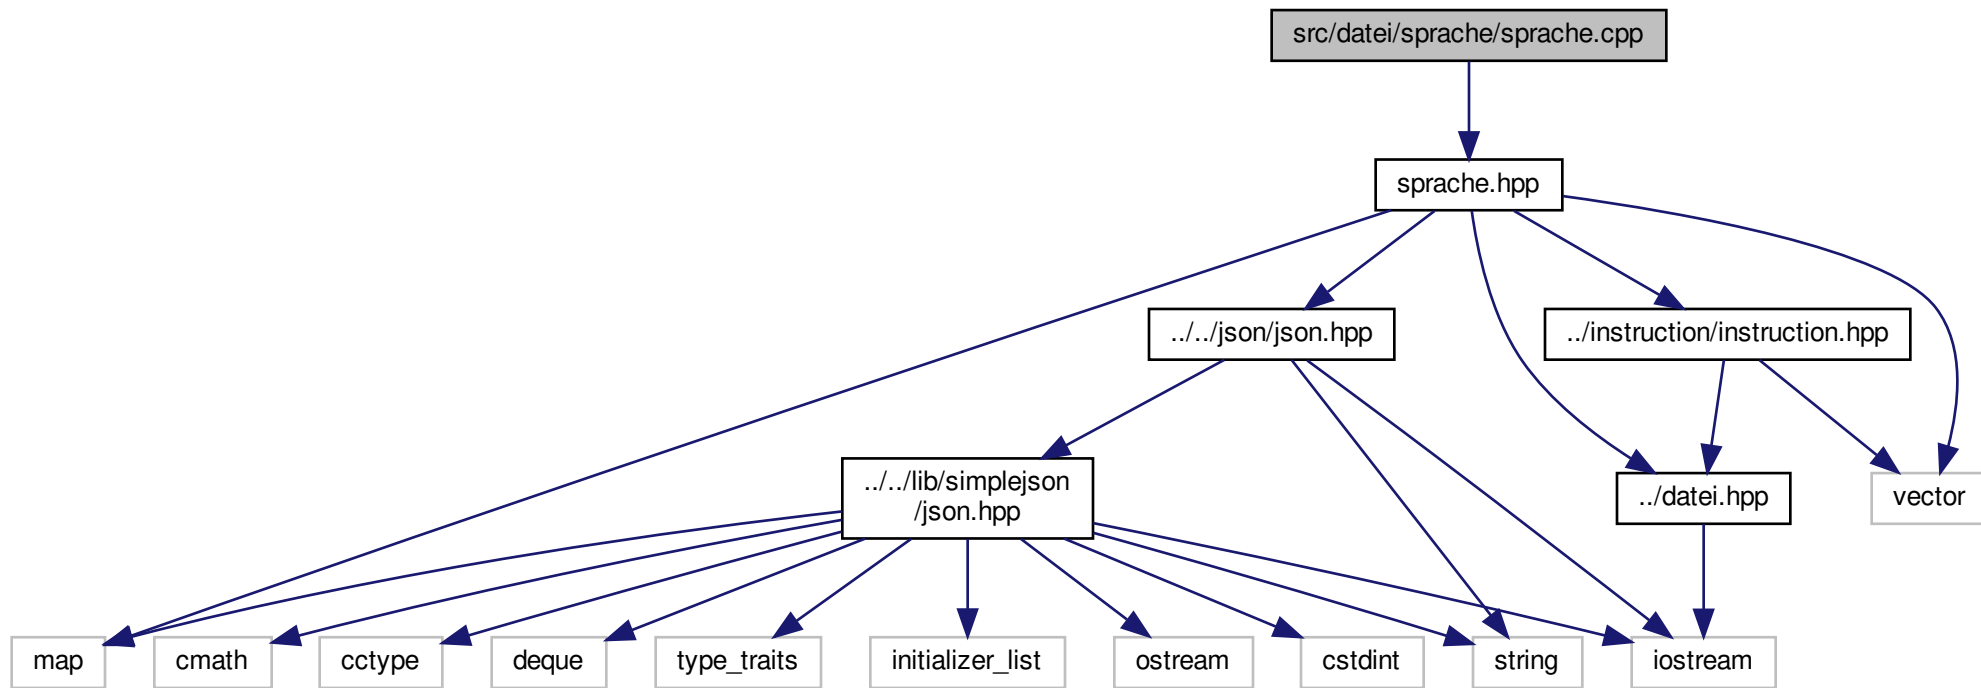 src/datei/sprache/sprache.cpp
sprache.hpp
../../json/json.hpp
../instruction/instruction.hpp
../../lib/simplejson
/json.hpp
../datei.hpp
vector
map
cmath
cctype
deque
type_traits
initializer_list
ostream
cstdint
string
iostream